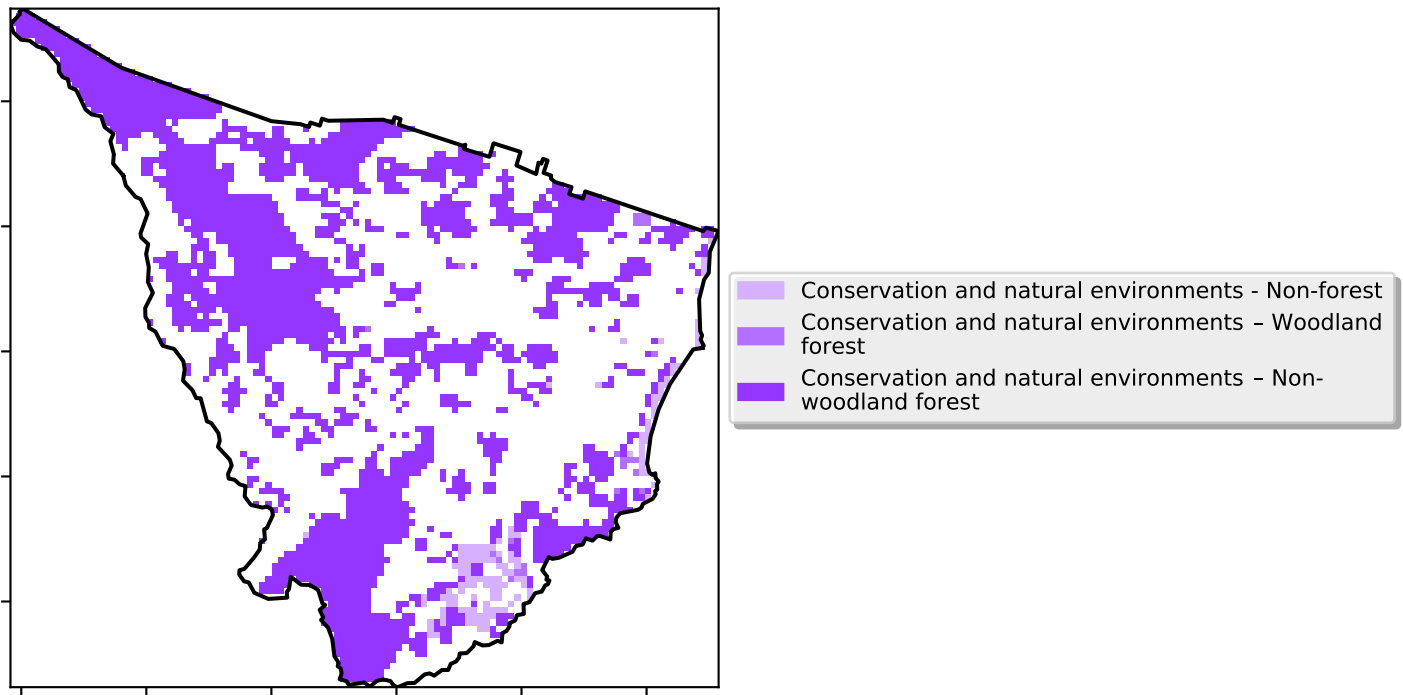 Conservation and natural environments - Non-forest
Conservation and natural environments – Woodland
forest
Conservation and natural environments – Non-
woodland forest